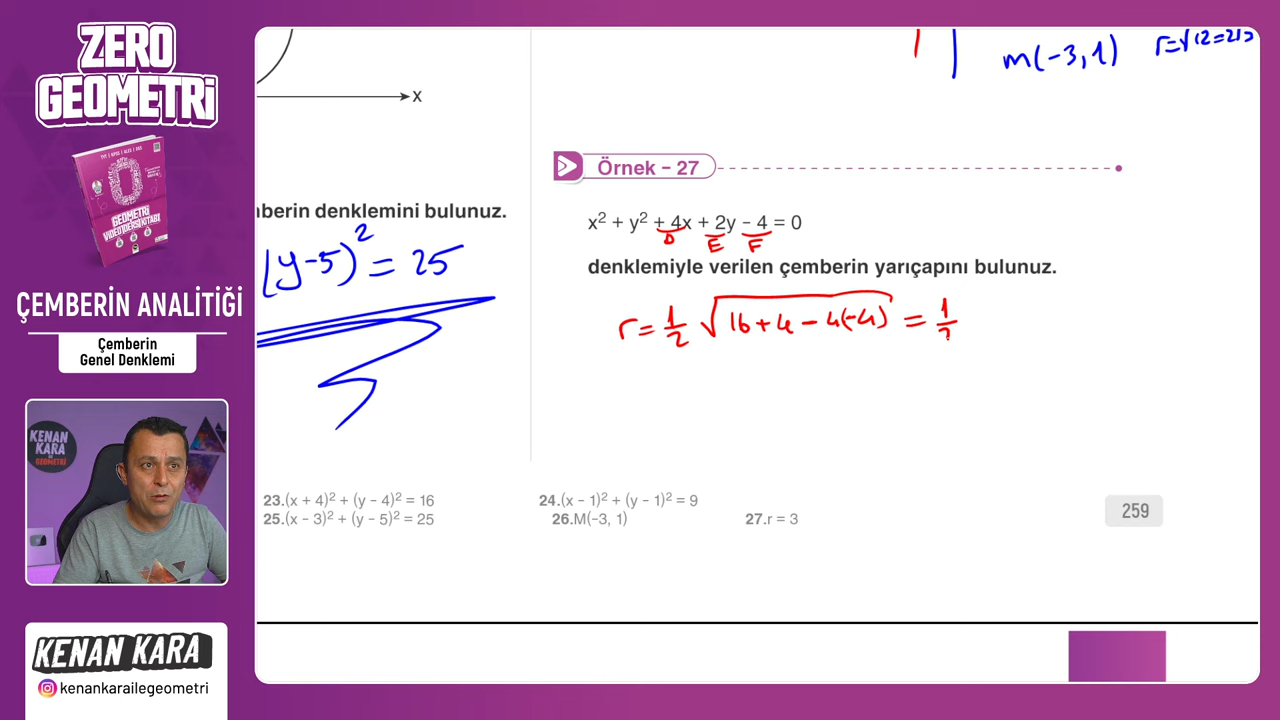 ZERO
GEOMETRİ
GEOMETRİ
VİDEO DERS KİTABI
ÇEMBERİN ANALİTİĞİ
Çemberin
Genel Denklemi
KENAN
KARA
GEOMETRİ
KENAN KARA
kenankarailegeometri
x
nberin denklemini bulunuz.
(y-5)² = 25
m(-3,1)
Örnek – 27
x² + y² + 4x + 2y – 4 = 0
D E F
denklemiyle verilen çemberin yarıçapını bulunuz.
r = 1/2 √16+4-4(-4) = 1/2
23.(x + 4)² + (y – 4)² = 16
24.(x – 1)² + (y – 1)² = 9
25.(x – 3)² + (y – 5)² = 25
26.M(–3, 1)
27.r = 3
259